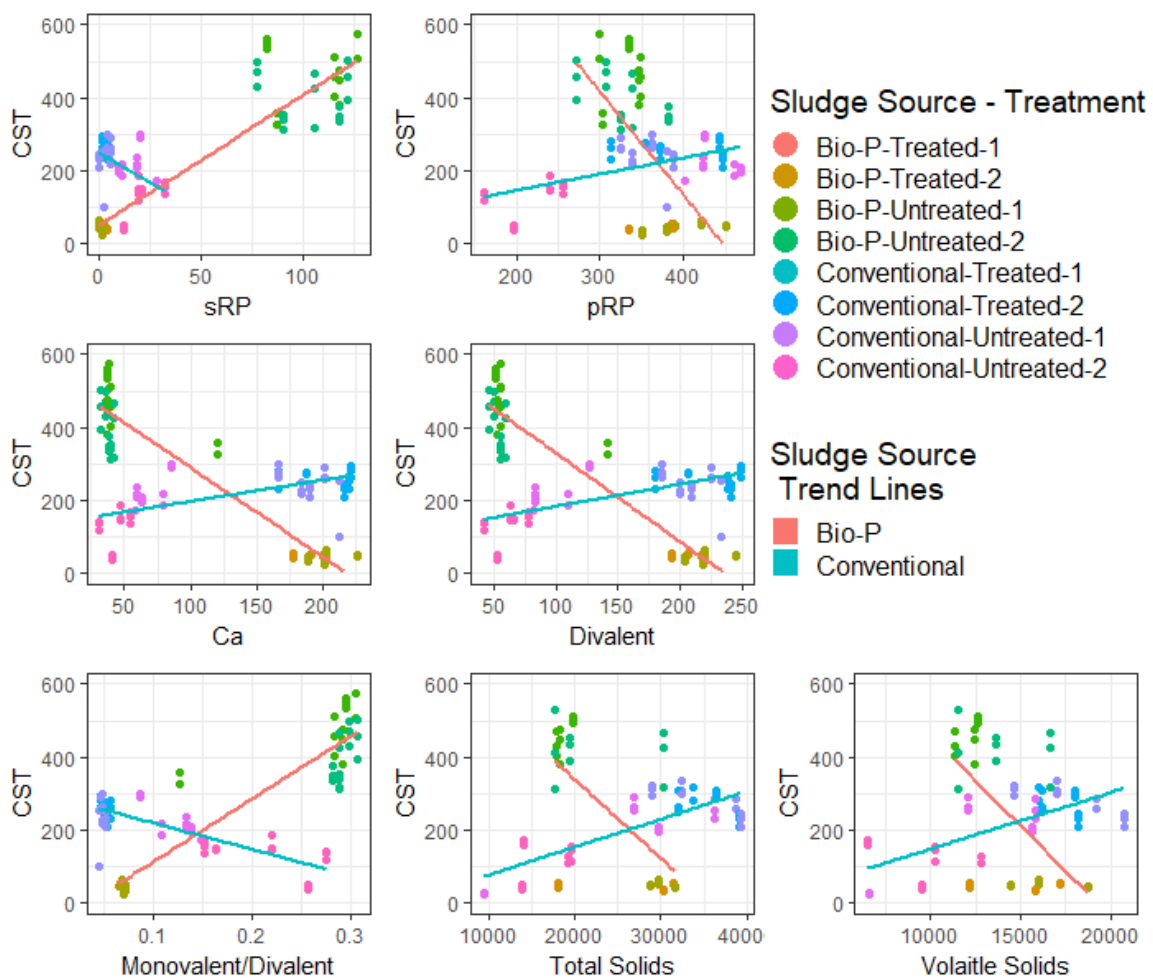 600
400
200
0
CST
0
50
100
sRP
600
400
200
0
CST
200
300
400
pRP
Sludge Source - Treatment
Bio-P-Treated-1
Bio-P-Treated-2
Bio-P-Untreated-1
Bio-P-Untreated-2
Conventional-Treated-1
Conventional-Treated-2
Conventional-Untreated-1
Conventional-Untreated-2
600
400
200
0
CST
50
100
150
200
Ca
600
400
200
0
CST
50
100
150
200
250
Divalent
Sludge Source
Trend Lines
Bio-P
Conventional
600
400
200
0
CST
0.1
0.2
0.3
Monovalent/Divalent
600
400
200
0
CST
10000
20000
30000
4000
Total Solids
600
400
200
0
CST
10000
15000
20000
Volaitle Solids